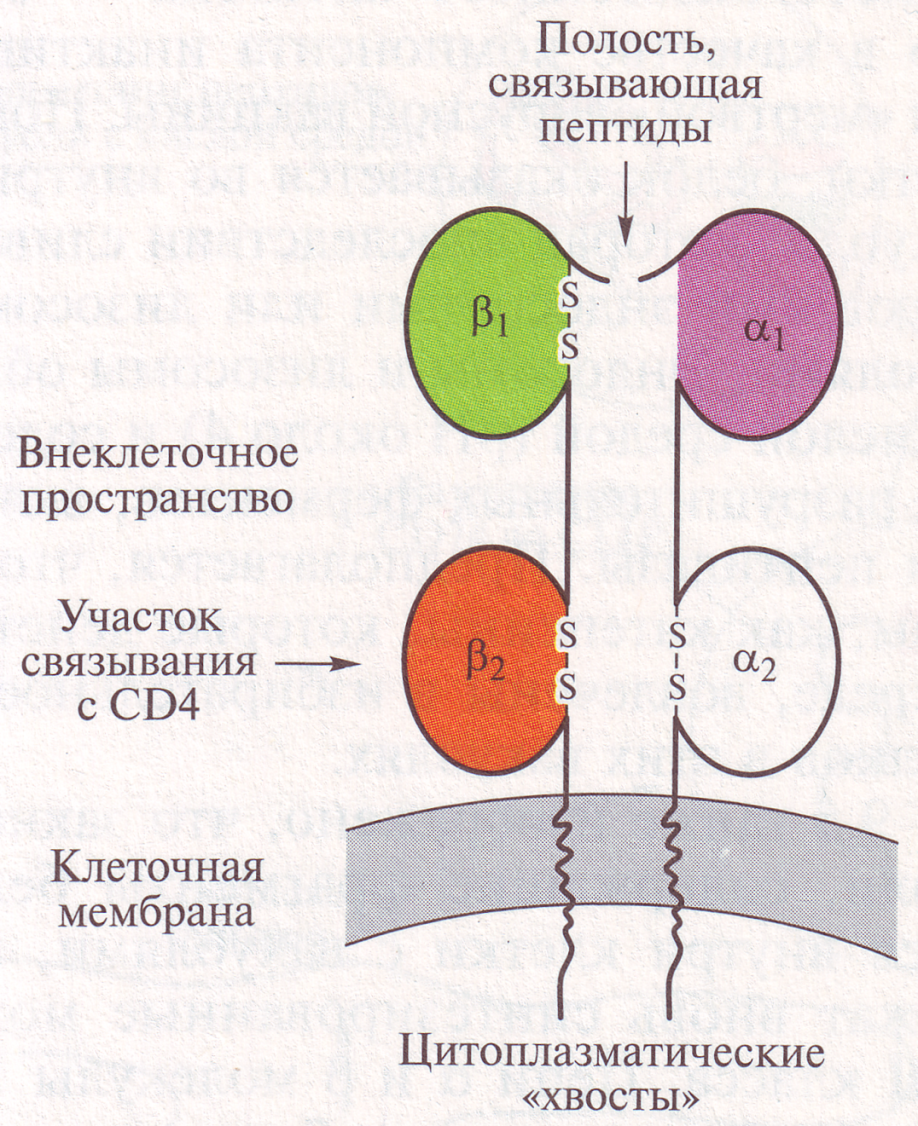 Полость,
связывающая
пептиды
β1
S
S
α1
Внеклеточное
пространство
Участок
связывания
с CD4
β2
S
S
S
S
α2
Клеточная
мембрана
Цитоплазматические
«хвосты»